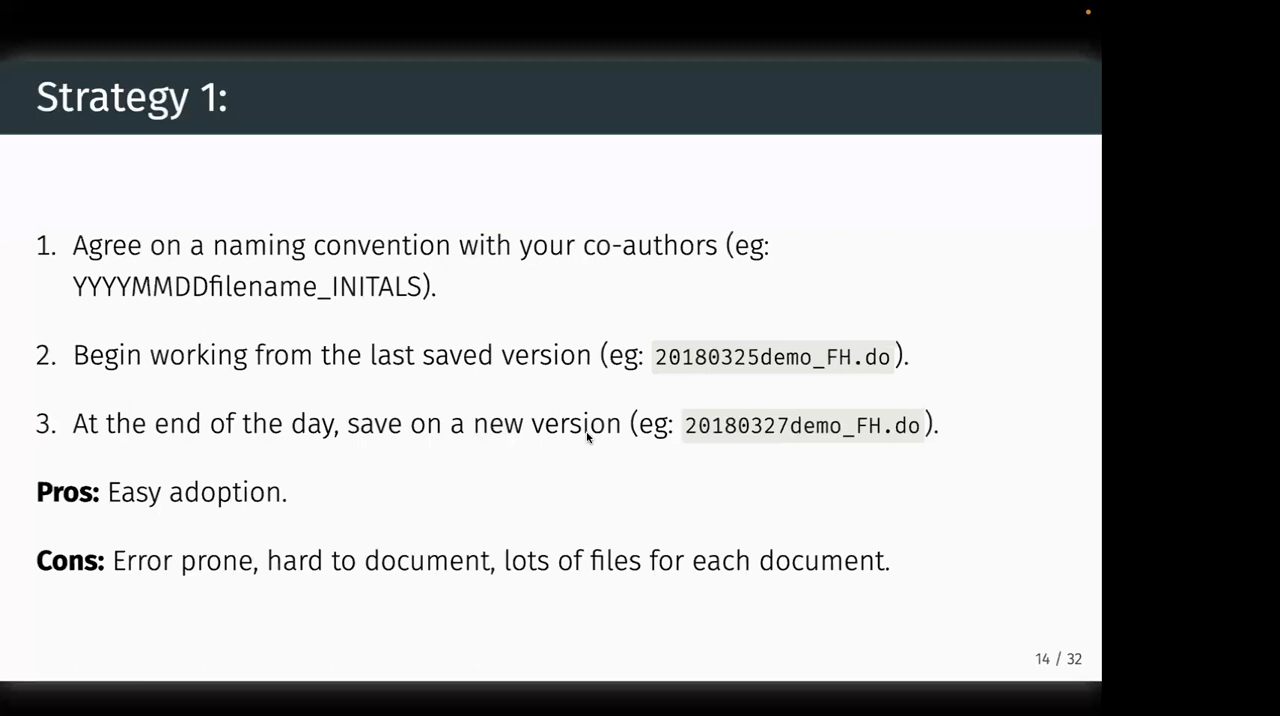 Strategy 1:
1. Agree on a naming convention with your co-authors (eg:
YYYYMMDDfilename_INITALS).
2. Begin working from the last saved version (eg: 20180325demo_FH.do).
3. At the end of the day, save on a new version (eg: 20180327demo_FH.do).
Pros: Easy adoption.
Cons: Error prone, hard to document, lots of files for each document.
14 / 32